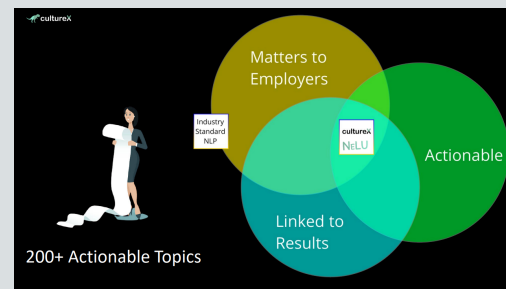 cultureX
Matters to
Employers
Industry
Standard
NLP
cultureX
NELU
Actionable
Linked to
Results
200+ Actionable Topics